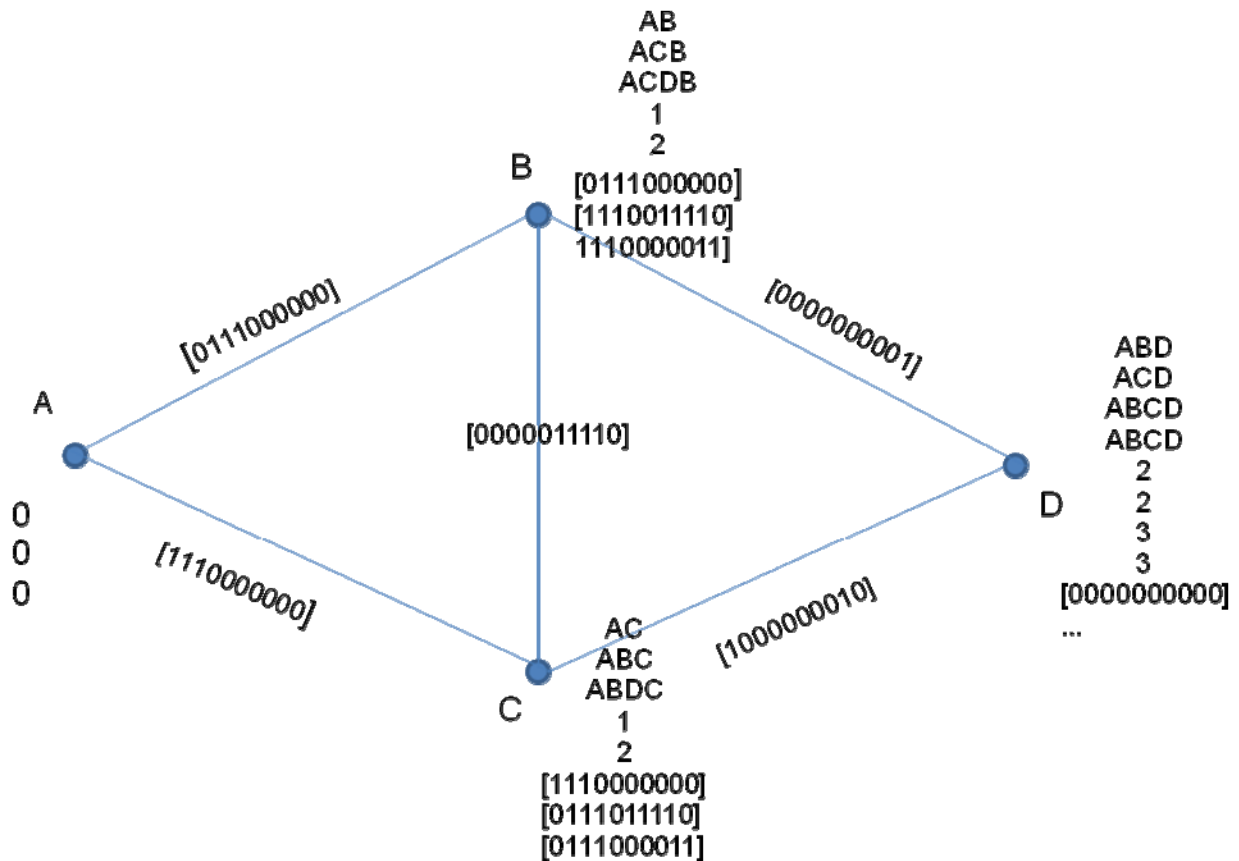 AB
ACB
ACDB
1
2
B
[0111000000]
[1110011110]
1110000011]
[0111000000]
[0000000001]
A
[0000011110]
ABD
ACD
ABCD
ABCD
2
2
3
3
[0000000000]
...
D
0
0
0
[1110000000]
[1000000010]
C
AC
ABC
ABDC
1
2
[1110000000]
[0111011110]
[0111000011]